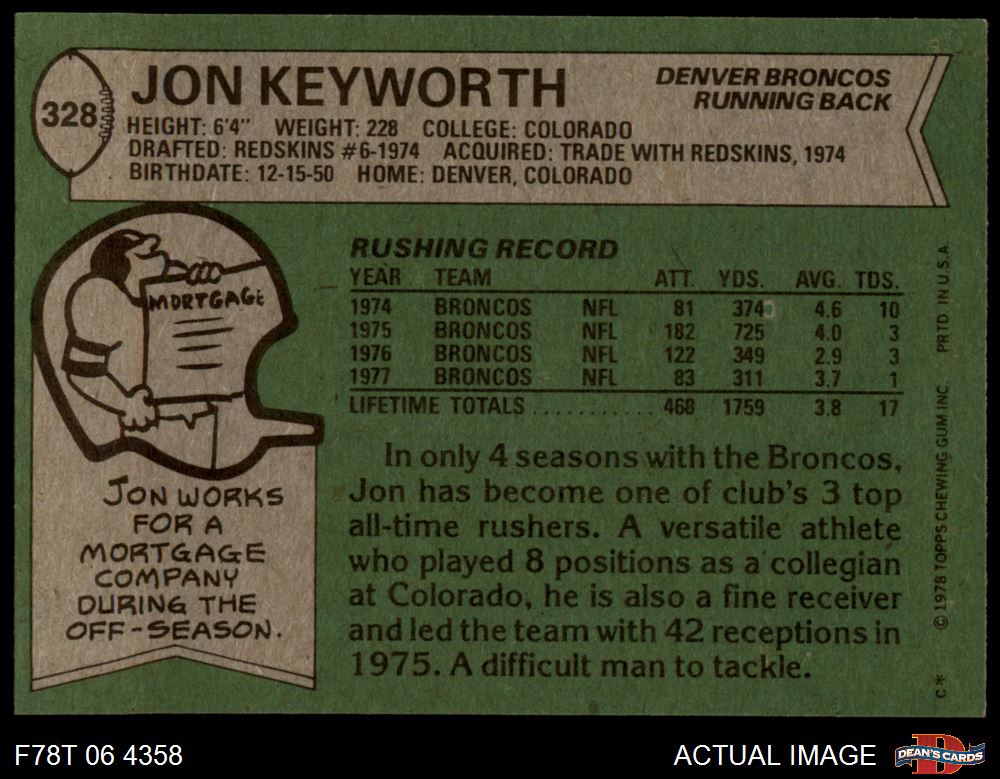 328
JON KEYWORTH
DENVER BRONCOS
RUNNING BACK
HEIGHT: 6'4" WEIGHT: 228 COLLEGE: COLORADO
DRAFTED: REDSKINS #6-1974 ACQUIRED: TRADE WITH REDSKINS, 1974
BIRTHDATE: 12-15-50 HOME: DENVER, COLORADO
MORTGAGE
JON WORKS
FOR A
MORTGAGE
COMPANY
DURING THE
OFF-SEASON.
RUSHING RECORD
YEAR TEAM ATT. YDS. AVG. TDS.
1974 BRONCOS NFL 81 374 4.6 10
1975 BRONCOS NFL 182 725 4.0 3
1976 BRONCOS NFL 122 349 2.9 3
1977 BRONCOS NFL 83 311 3.7 1
LIFETIME TOTALS ........... 468 1759 3.8 17
In only 4 seasons with the Broncos,
Jon has become one of club's 3 top
all-time rushers. A versatile athlete
who played 8 positions as a collegian
at Colorado, he is also a fine receiver
and led the team with 42 receptions in
1975. A difficult man to tackle.
C* ©1978 TOPPS CHEWING GUM INC. PRTD. IN U.S.A.
F78T 06 4358
ACTUAL IMAGE
D
DEAN'S CARDS